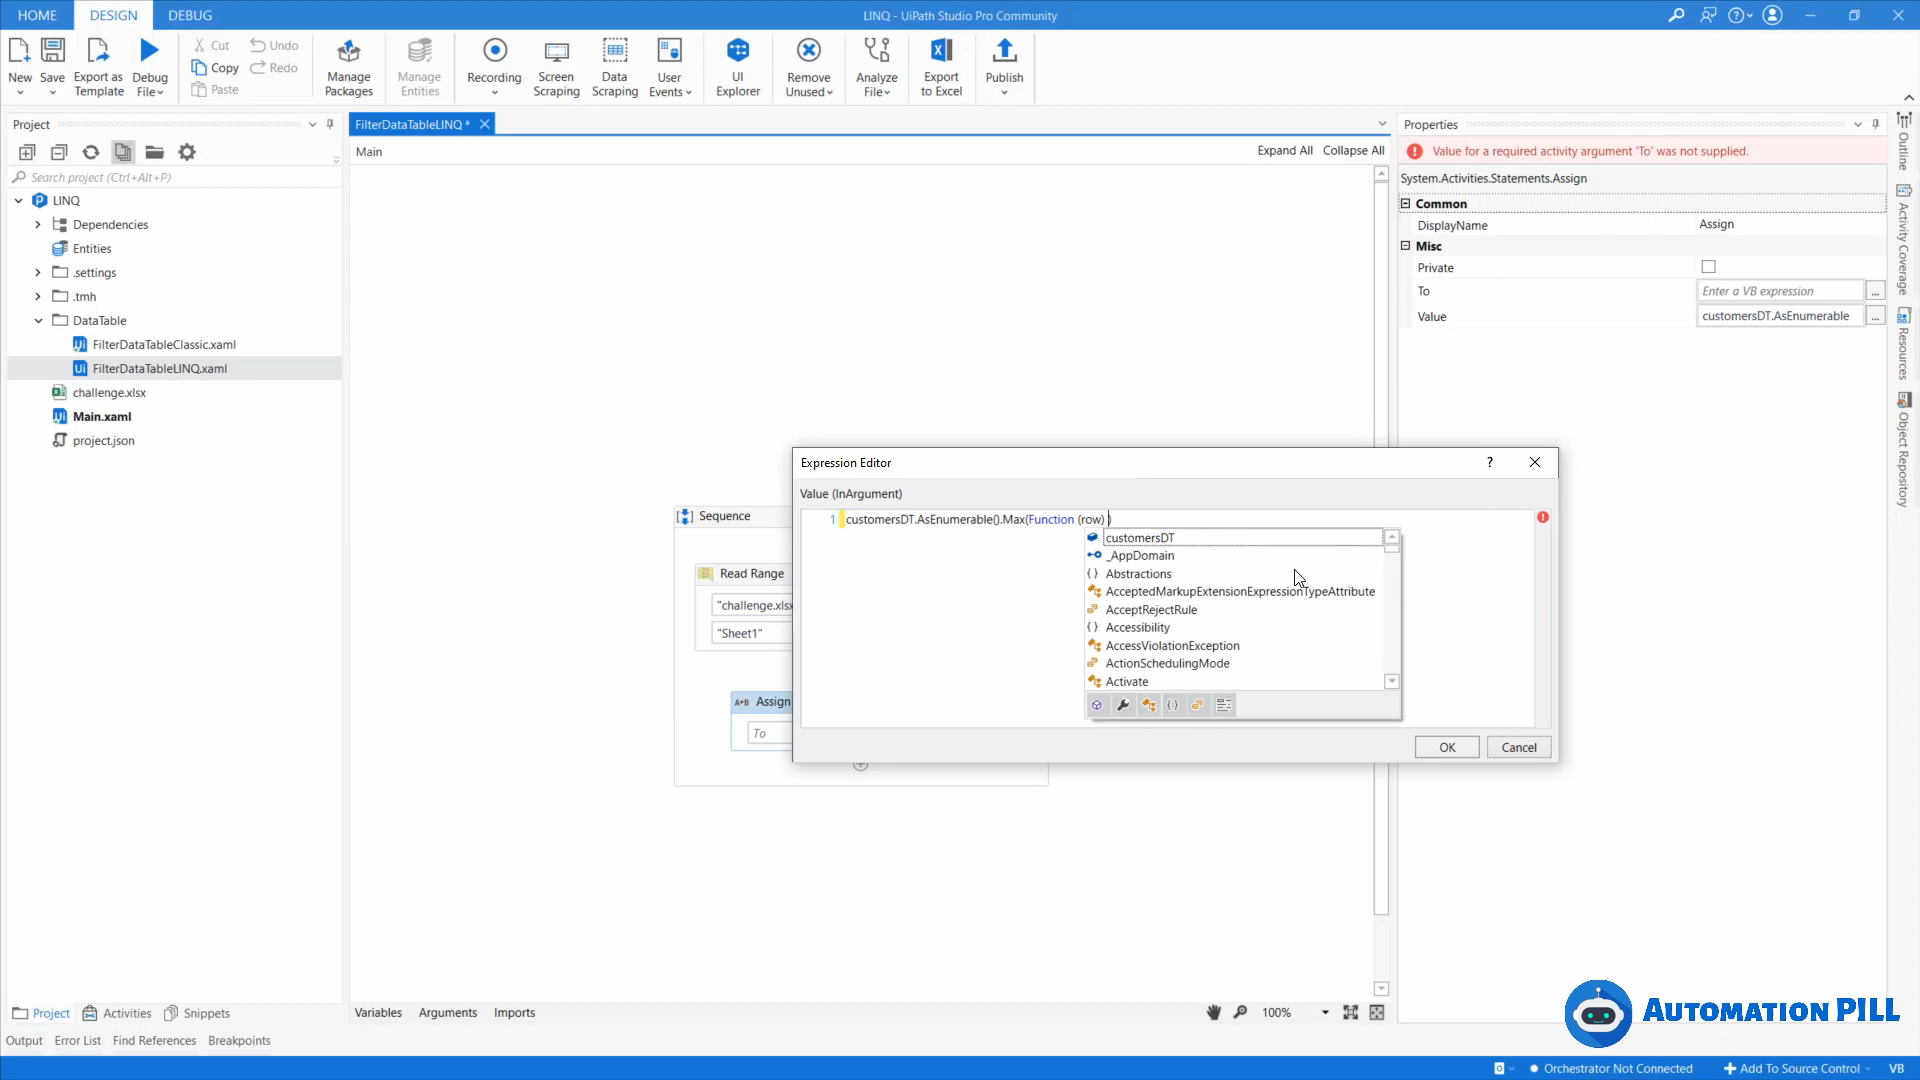 HOME DESIGN DEBUG LINQ - UiPath Studio Pro Community
New
Save
Export as
Template
Debug
File
Cut
Copy
Paste
Undo
Redo
Manage
Packages
Manage
Entities
Recording
Screen
Scraping
Data
Scraping
User
Events
UI
Explorer
Remove
Unused
Analyze
File
Export
to Excel
Publish
Project
Search project (Ctrl+Alt+P)
LINQ
Dependencies
Entities
.settings
.tmh
DataTable
FilterDataTableClassic.xaml
FilterDataTableLINQ.xaml
challenge.xlsx
Main.xaml
project.json
FilterDataTableLINQ *
Main Expand All Collapse All
Sequence
Read Range
"challenge.xlsx
"Sheet1"
A+B Assign
To
Expression Editor ?
Value (InArgument)
1 customersDT.AsEnumerable().Max(Function (row) )
customersDT
_AppDomain
Abstractions
AcceptedMarkupExtensionExpressionTypeAttribute
AcceptRejectRule
Accessibility
AccessViolationException
ActionSchedulingMode
Activate
OK Cancel
Properties
Value for a required activity argument 'To' was not supplied.
System.Activities.Statements.Assign
Common
DisplayName Assign
Misc
Private
To Enter a VB expression ...
Value customersDT.AsEnumerable ...
Outline
Activity Coverage
Resources
Object Repository
Project Activities Snippets
Variables Arguments Imports 100%
AUTOMATION PILL
Output Error List Find References Breakpoints
Orchestrator Not Connected Add To Source Control VB